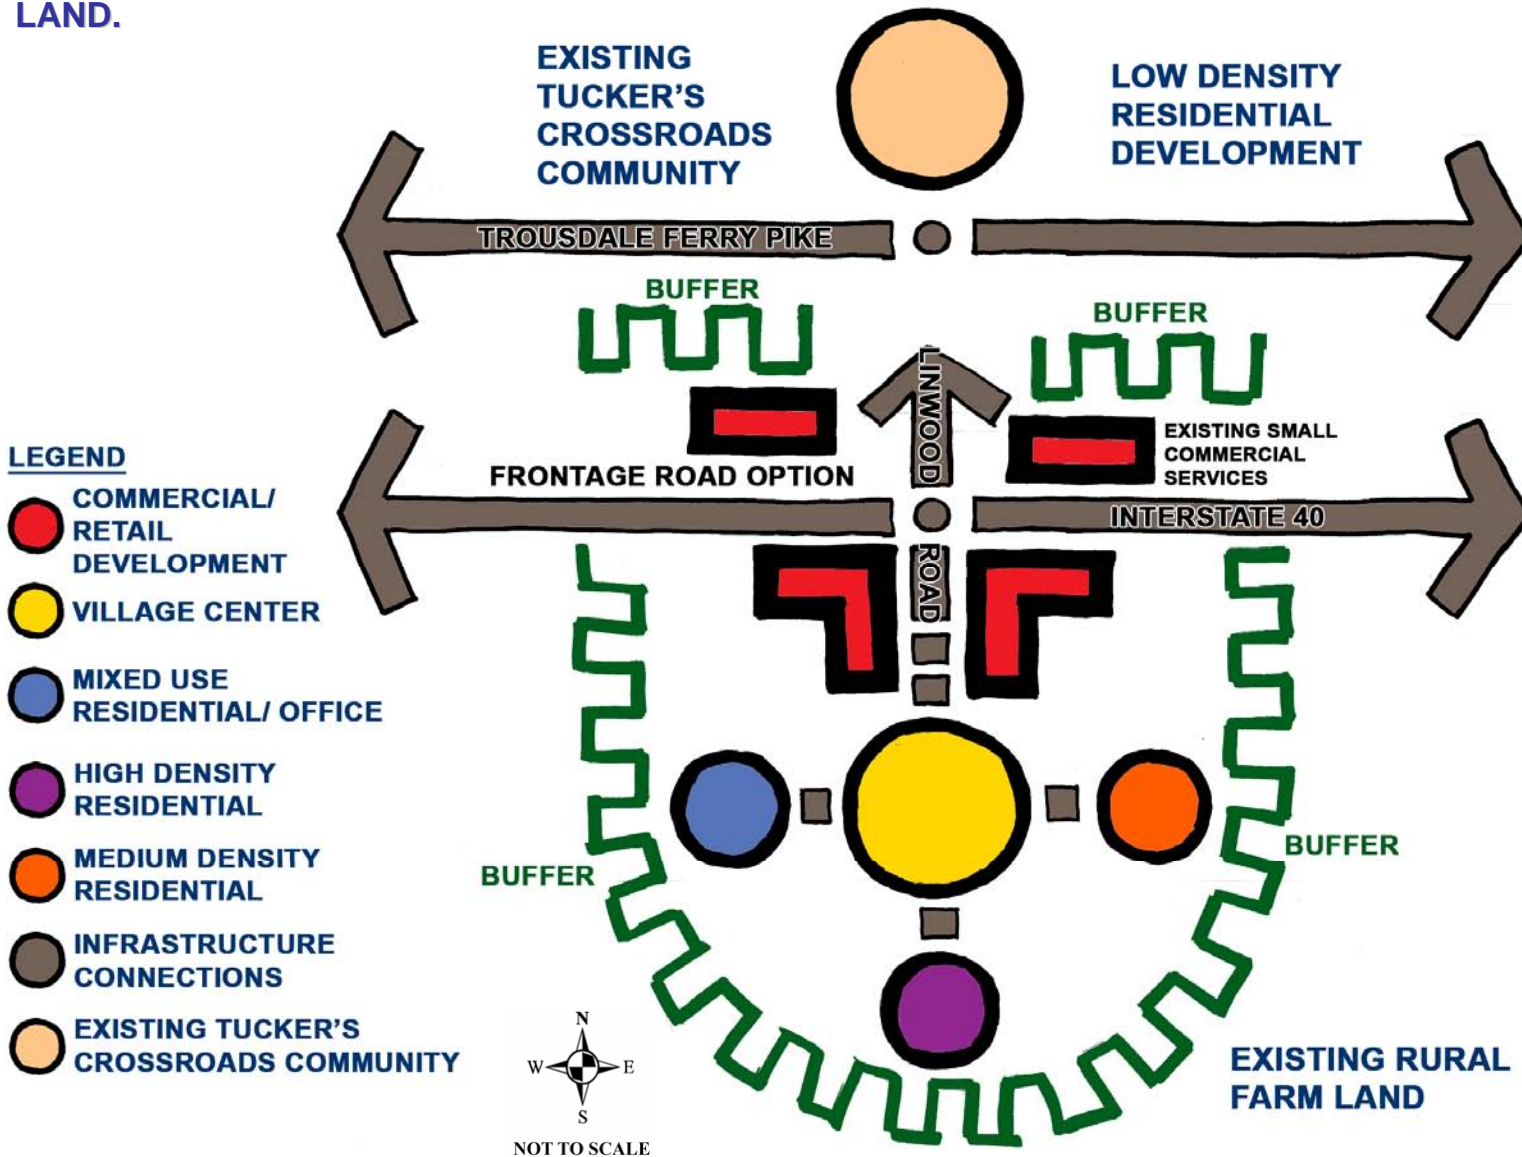 LAND.
EXISTING
TUCKER'S
CROSSROADS
COMMUNITY
LOW DENSITY
RESIDENTIAL
DEVELOPMENT
TROUSDALE FERRY PIKE
BUFFER
BUFFER
LINWOOD
EXISTING SMALL
COMMERCIAL
SERVICES
FRONTAGE ROAD OPTION
INTERSTATE 40
ROAD
LEGEND
COMMERCIAL/
RETAIL
DEVELOPMENT
VILLAGE CENTER
MIXED USE
RESIDENTIAL/ OFFICE
HIGH DENSITY
RESIDENTIAL
MEDIUM DENSITY
RESIDENTIAL
INFRASTRUCTURE
CONNECTIONS
EXISTING TUCKER'S
CROSSROADS COMMUNITY
BUFFER
BUFFER
N
W E
S
NOT TO SCALE
EXISTING RURAL
FARM LAND